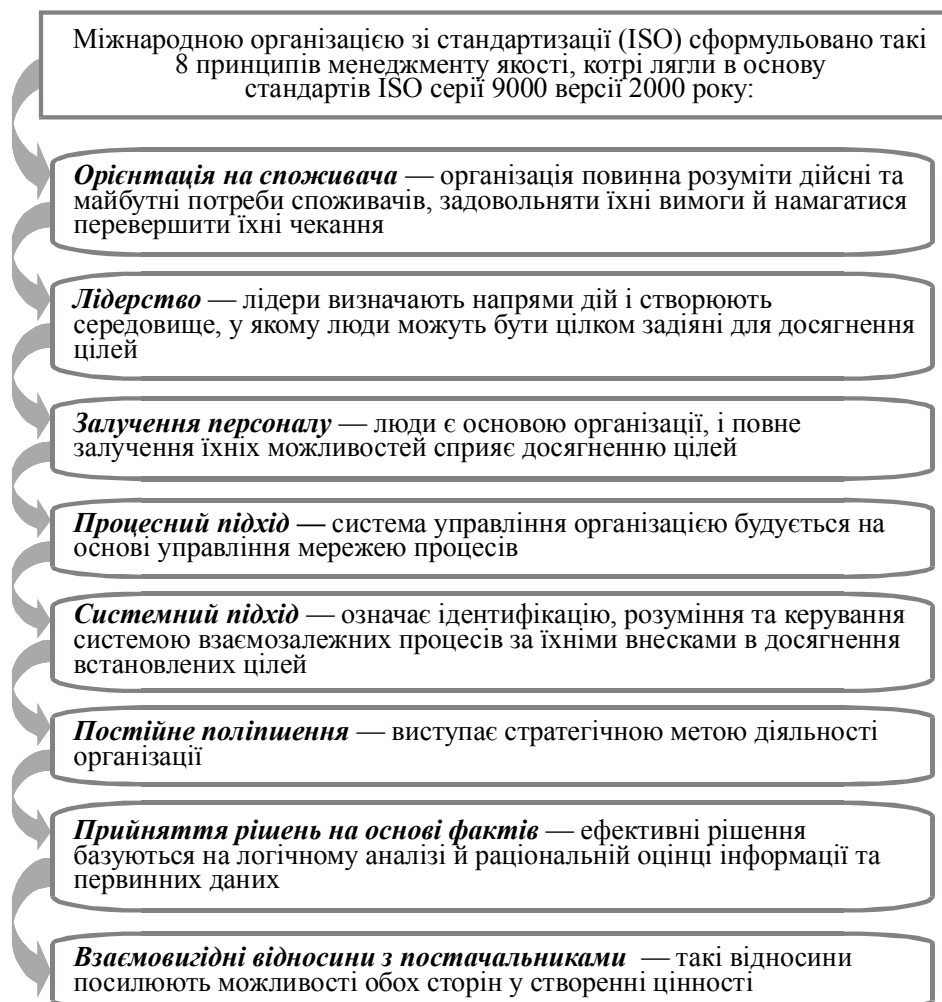 Міжнародною організацією зі стандартизації (ISO) сформульовано такі
8 принципів менеджменту якості, котрі лягли в основу
стандартів ISO серії 9000 версії 2000 року:
Орієнтація на споживача — організація повинна розуміти дійсні та
майбутні потреби споживачів, задовольняти їхні вимоги й намагатися
перевершити їхні чекання
Лідерство — лідери визначають напрями дій і створюють
середовище, у якому люди можуть бути цілком задіяні для досягнення
цілей
Залучення персоналу — люди є основою організації, і повне
залучення їхніх можливостей сприяє досягненню цілей
Процесний підхід — система управління організацією будується на
основі управління мережею процесів
Системний підхід — означає ідентифікацію, розуміння та керування
системою взаємозалежних процесів за їхніми внесками в досягнення
встановлених цілей
Постійне поліпшення — виступає стратегічною метою діяльності
організації
Прийняття рішень на основі фактів — ефективні рішення
базуються на логічному аналізі й раціональній оцінці інформації та
первинних даних
Взаємовигідні відносини з постачальниками — такі відносини
посилюють можливості обох сторін у створенні цінності